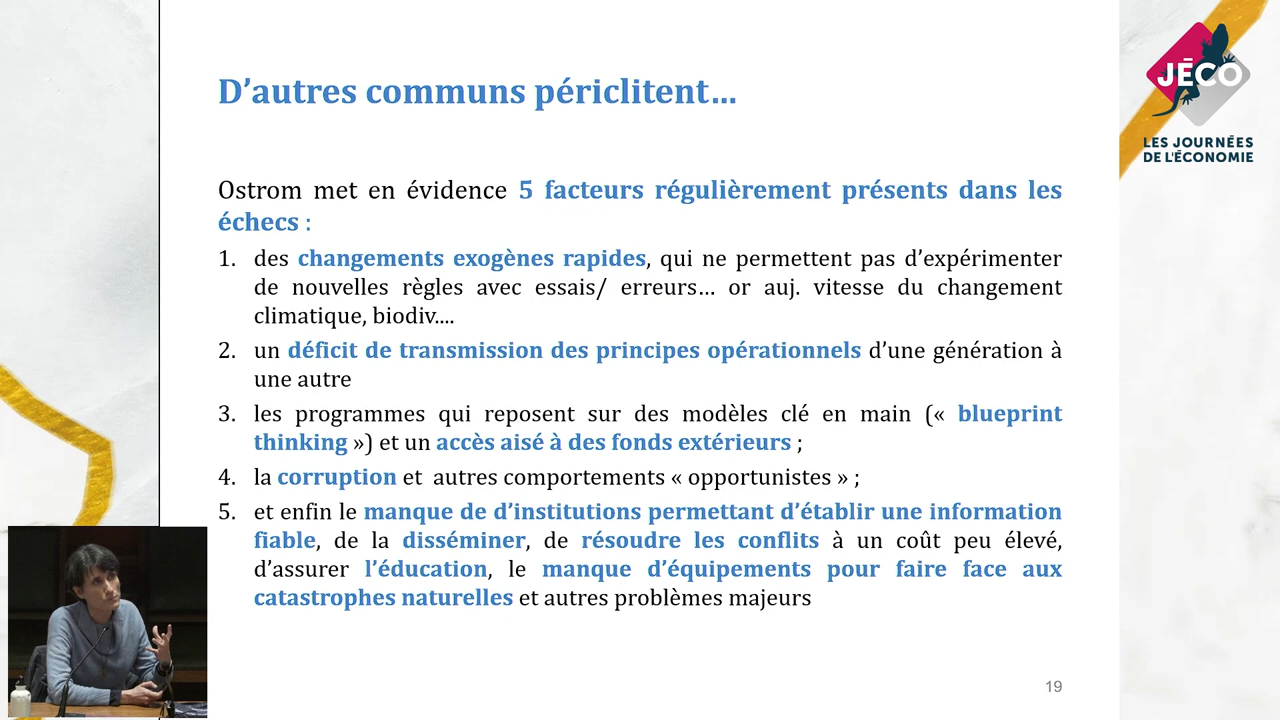 D’autres communs périclitent…
JĒCO
LES JOURNÉES
DE L'ÉCONOMIE
Ostrom met en évidence 5 facteurs régulièrement présents dans les
échecs :
1. des changements exogènes rapides, qui ne permettent pas d’expérimenter
de nouvelles règles avec essais/ erreurs… or auj. vitesse du changement
climatique, biodiv....
2. un déficit de transmission des principes opérationnels d’une génération à
une autre
3. les programmes qui reposent sur des modèles clé en main (« blueprint
thinking ») et un accès aisé à des fonds extérieurs ;
4. la corruption et autres comportements « opportunistes » ;
5. et enfin le manque de d’institutions permettant d’établir une information
fiable, de la disséminer, de résoudre les conflits à un coût peu élevé,
d’assurer l’éducation, le manque d’équipements pour faire face aux
catastrophes naturelles et autres problèmes majeurs
19